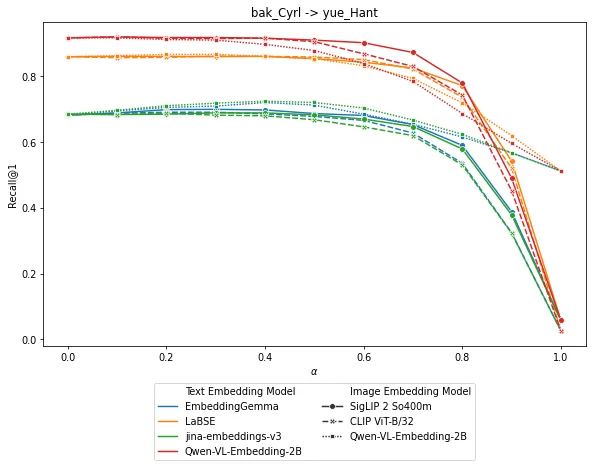 bak_Cyrl -> yue_Hant
Recall@1
0.8
0.6
0.4
0.2
0.0
0.0 0.2 0.4 0.6 0.8 1.0
α
Text Embedding Model Image Embedding Model
EmbeddingGemma SigLIP 2 So400m
LaBSE CLIP ViT-B/32
jina-embeddings-v3 Qwen-VL-Embedding-2B
Qwen-VL-Embedding-2B